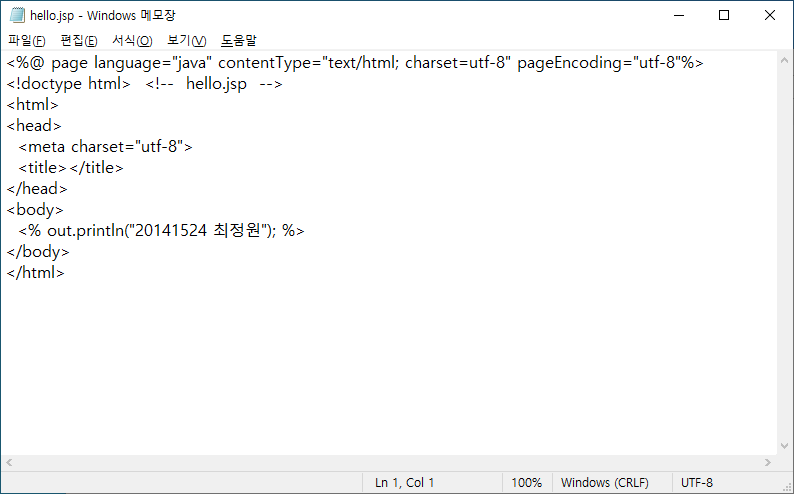 hello.jsp - Windows 메모장
파일(F) 편집(E) 서식(O) 보기(V) 도움말
<%@ page language="java" contentType="text/html; charset=utf-8" pageEncoding="utf-8"%>
<!doctype html>  <!--  hello.jsp  -->
<html>
<head>
  <meta charset="utf-8">
  <title></title>
</head>
<body>
  <% out.println("20141524 최정원"); %>
</body>
</html>
Ln 1, Col 1 100% Windows (CRLF) UTF-8